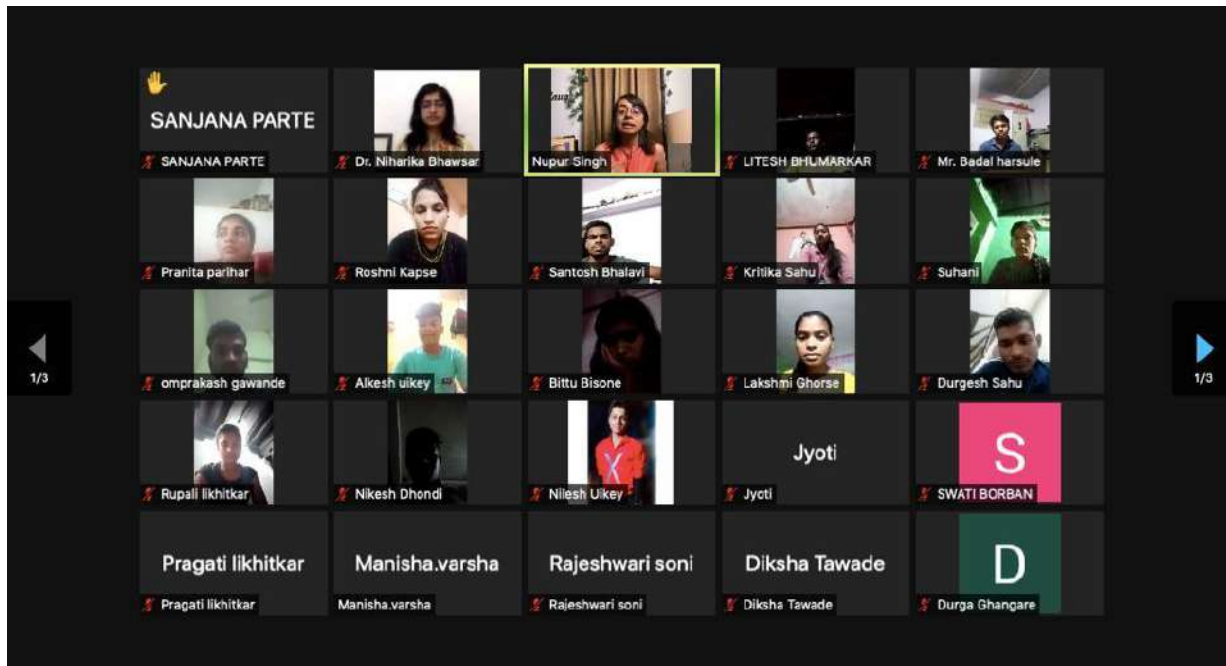 SANJANA PARTE
SANJANA PARTE
Dr. Niharika Bhawsar
Nupur Singh
LITESH BHUMARKAR
Mr. Badal harsule
Pranita parihar
Roshni Kapse
Santosh Bhalavi
Kritika Sahu
Suhani
omprakash gawande
Alkesh uikey
Bittu Bisone
Lakshmi Ghorse
Durgesh Sahu
1/3
1/3
Rupali likhitkar
Nikesh Dhondi
Nilesh Uikey
Jyoti
Jyoti
S
SWATI BORBAN
Pragati likhitkar
Pragati likhitkar
Manisha.varsha
Manisha.varsha
Rajeshwari soni
Rajeshwari soni
Diksha Tawade
Diksha Tawade
D
Durga Ghangare